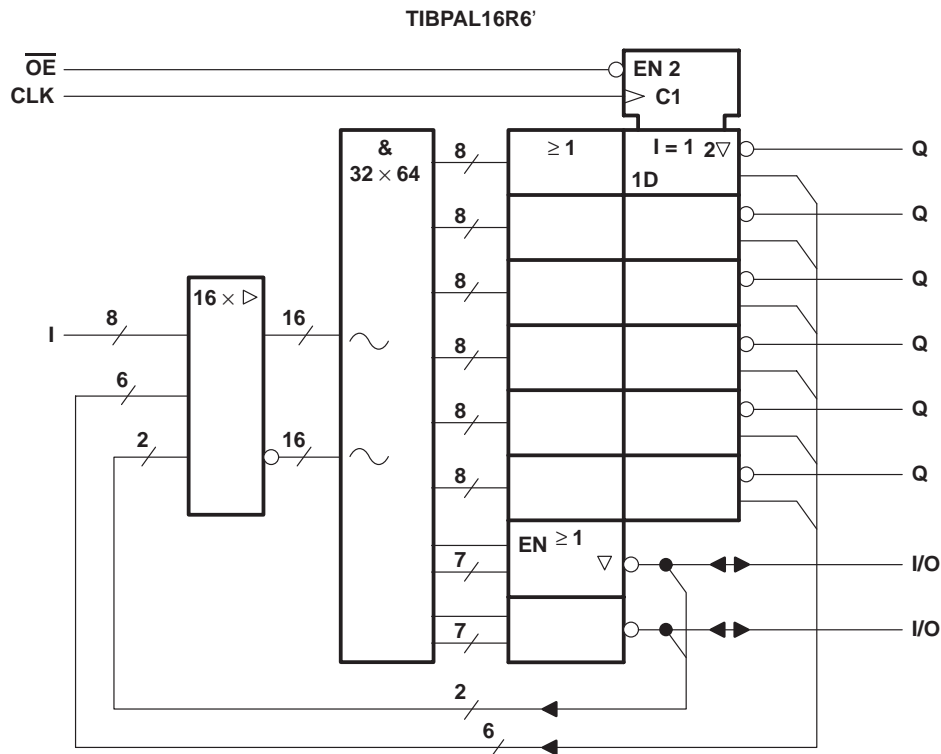 TIBPAL16R6’
OE
EN 2
CLK
C1
&
32 × 64
8
≥ 1
I = 1
2
1D
Q
8
Q
8
Q
16 ×
I
8
16
8
Q
6
8
Q
2
16
8
Q
EN
≥ 1
7
I/O
7
I/O
2
6